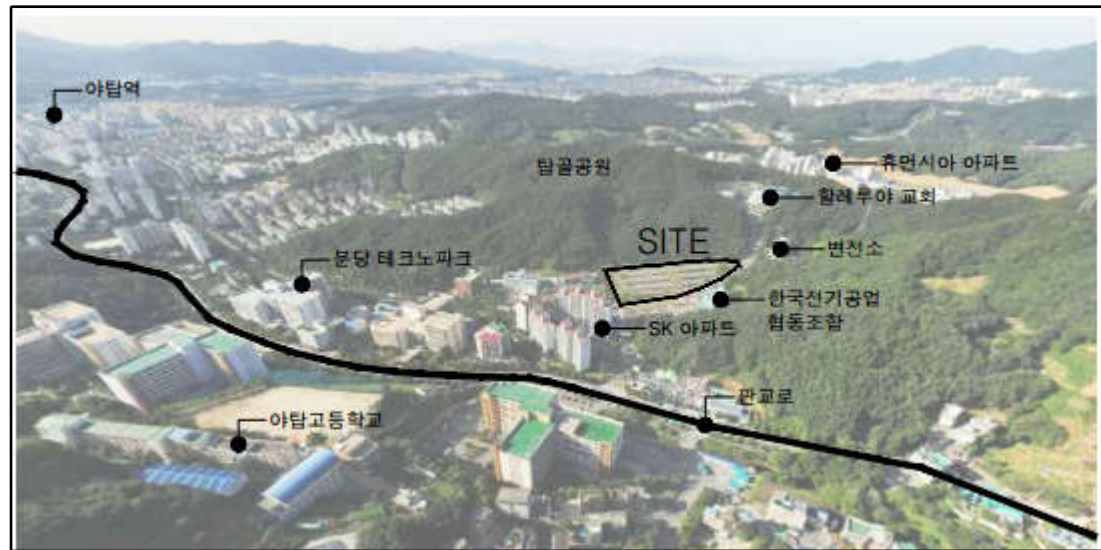 야탑역
탑골공원
휴먼시아 아파트
할레루야 교회
SITE
변전소
분당 테크노파크
한국전기공업
협동조합
SK 아파트
판교로
야탑고등학교